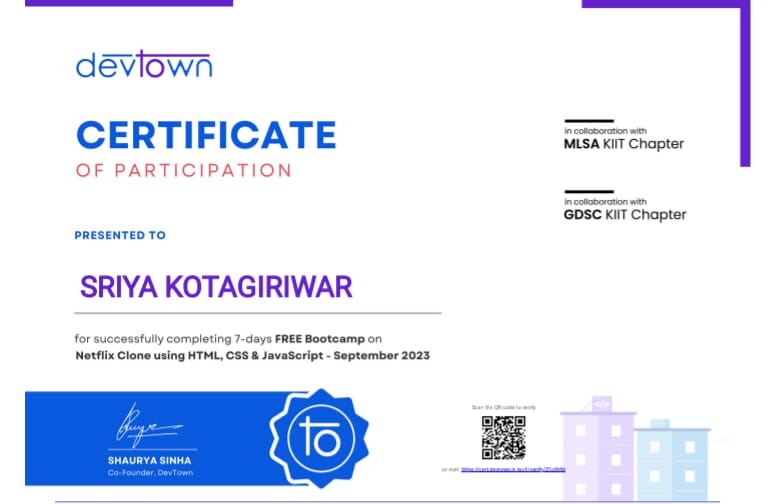 devtown
CERTIFICATE
OF PARTICIPATION
in collaboration with
MLSA KIIT Chapter
in collaboration with
GDSC KIIT Chapter
PRESENTED TO
SRIYA KOTAGIRIWAR
for successfully completing 7-days FREE Bootcamp on
Netflix Clone using HTML, CSS & JavaScript - September 2023
to
SHAURYA SINHA
Co-Founder, DevTown
Scan the QR code to verify
or visit
</>